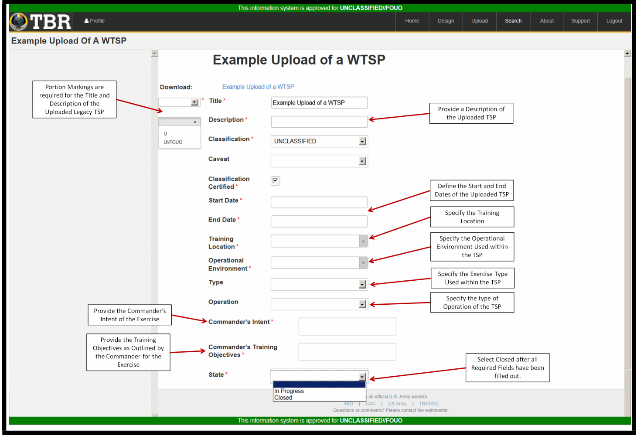 This information system is approved for UNCLASSIFIED//FOUO
TBR
Profile
Home
Design
Upload
Search
About
Support
Logout
Example Upload Of A WTSP
Example Upload of a WTSP
Portion Markings are
required for the Title and
Description of the
Uploaded Legacy TSP
Download:
Example Upload of a WTSP
Title *
Example Upload of a WTSP
U
U//FOUO
Description *
Provide a Description of
the Uploaded TSP
Classification *
UNCLASSIFIED
Caveat
Classification
Certified *
Start Date *
Define the Start and End
Dates of the Uploaded TSP
End Date *
Specify the Training
Location
Training
Location *
Specify the Operational
Environment Used within
the TSP
Operational
Environment *
Type
Specify the Exercise Type
Used within the TSP
Operation
Specify the type of
Operation of the TSP
Provide the Commander's
Intent of the Exercise
Commander's Intent *
Provide the Training
Objectives as Outlined by
the Commander for the
Exercise
Commander's Training
Objectives *
State *
In Progress
Closed
Select Closed after all
Required Fields have been
filled out.
an official U.S. Army website
CAC | US Army | TRADOC
Questions or comments? Please contact the webmaster.
This information system is approved for UNCLASSIFIED//FOUO